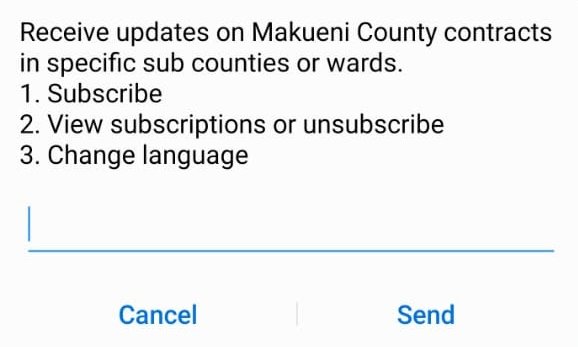 Receive updates on Makueni County contracts
in specific sub counties or wards.
1. Subscribe
2. View subscriptions or unsubscribe
3. Change language
Cancel
Send